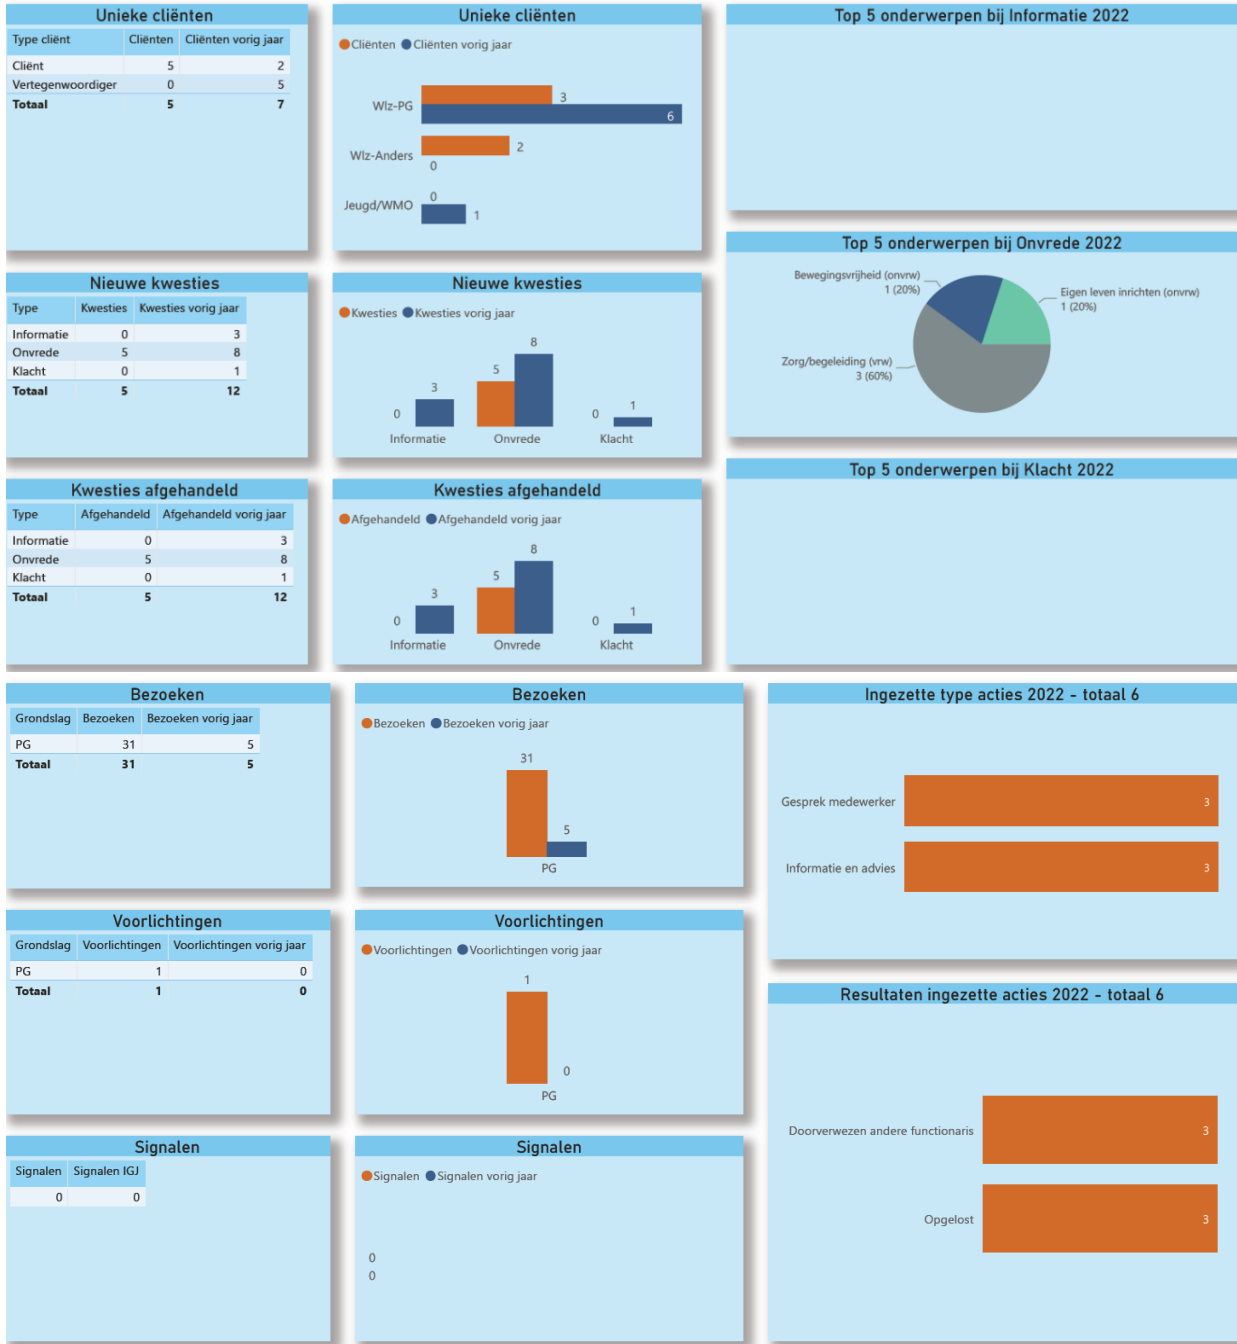 Unieke cliënten
Type cliënt Cliënten Cliënten vorig jaar
Cliënt 5 2
Vertegenwoordiger 0 5
Totaal 5 7
Unieke cliënten
Cliënten Cliënten vorig jaar
Wlz-PG 3
6
Wlz-Anders 2
0
Jeugd/WMO 0
1
Top 5 onderwerpen bij Informatie 2022
Nieuwe kwesties
Type Kwesties Kwesties vorig jaar
Informatie 0 3
Onvrede 5 8
Klacht 0 1
Totaal 5 12
Nieuwe kwesties
Kwesties Kwesties vorig jaar
0 3 5 8 0 1
Informatie Onvrede Klacht
Top 5 onderwerpen bij Onvrede 2022
Bewegingsvrijheid (onvrw)
1 (20%)
Eigen leven inrichten (onvrw)
1 (20%)
Zorg/begeleiding (vrw)
3 (60%)
Kwesties afgehandeld
Type Afgehandeld Afgehandeld vorig jaar
Informatie 0 3
Onvrede 5 8
Klacht 0 1
Totaal 5 12
Kwesties afgehandeld
Afgehandeld Afgehandeld vorig jaar
0 3 5 8 0 1
Informatie Onvrede Klacht
Top 5 onderwerpen bij Klacht 2022
Bezoeken
Grondslag Bezoeken Bezoeken vorig jaar
PG 31 5
Totaal 31 5
Bezoeken
Bezoeken Bezoeken vorig jaar
31 5
PG
Ingezette type acties 2022 - totaal 6
Gesprek medewerker 3
Informatie en advies 3
Voorlichtingen
Grondslag Voorlichtingen Voorlichtingen vorig jaar
PG 1 0
Totaal 1 0
Voorlichtingen
Voorlichtingen Voorlichtingen vorig jaar
1 0
PG
Resultaten ingezette acties 2022 - totaal 6
Doorverwezen andere functionaris 3
Opgelost 3
Signalen
Signalen Signalen IGJ
0 0
Signalen
Signalen Signalen vorig jaar
0
0